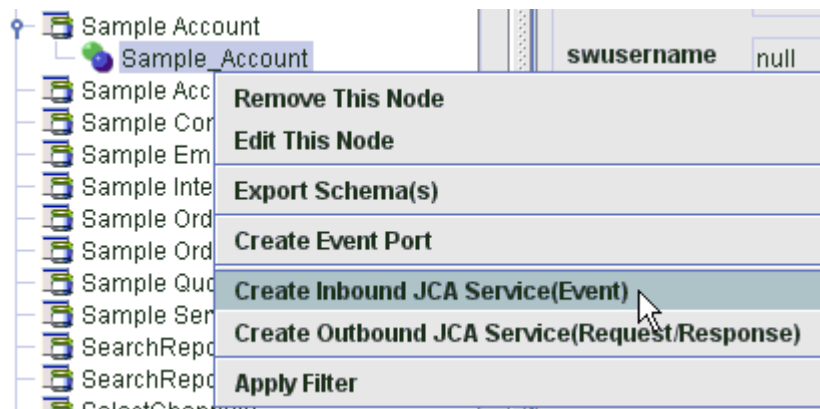 Sample Account
Sample_Account
swusername null
Sample Acc
Remove This Node
Sample Cor
Edit This Node
Sample Em
Sample Inte
Export Schema(s)
Sample Ord
Create Event Port
Sample Ord
Sample Quo
Create Inbound JCA Service(Event)
Sample Ser
Create Outbound JCA Service(Request/Response)
SearchRepo
SearchRepo
Apply Filter